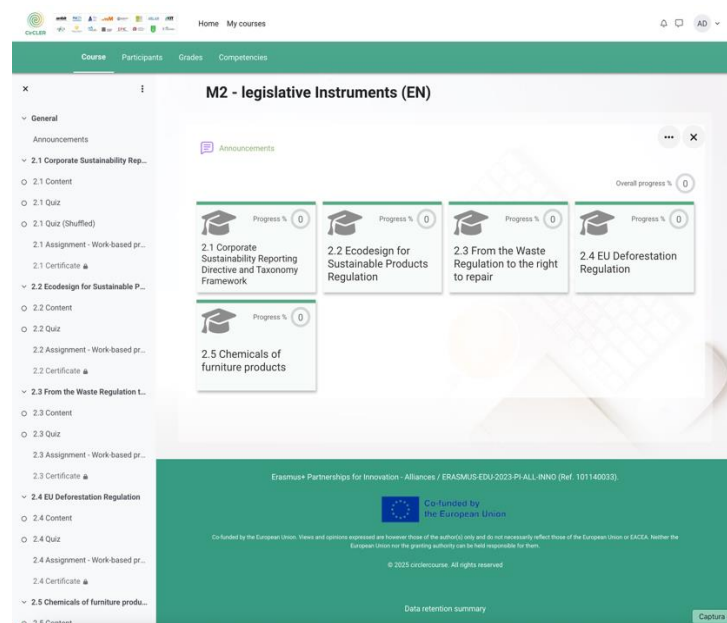 CirCLER
Home My courses
AD
Course Participants Grades Competencies
General
Announcements
2.1 Corporate Sustainability Rep...
2.1 Content
2.1 Quiz
2.1 Quiz (Shuffled)
2.1 Assignment - Work-based pr...
2.1 Certificate
2.2 Ecodesign for Sustainable P...
2.2 Content
2.2 Quiz
2.2 Assignment - Work-based pr...
2.2 Certificate
2.3 From the Waste Regulation t...
2.3 Content
2.3 Quiz
2.3 Assignment - Work-based pr...
2.3 Certificate
2.4 EU Deforestation Regulation
2.4 Content
2.4 Quiz
2.4 Assignment - Work-based pr...
2.4 Certificate
2.5 Chemicals of furniture produ...
2.5 Content
M2 - legislative Instruments (EN)
Announcements
Overall progress % 0
Progress % 0
2.1 Corporate
Sustainability Reporting
Directive and Taxonomy
Framework
Progress % 0
2.2 Ecodesign for
Sustainable Products
Regulation
Progress % 0
2.3 From the Waste
Regulation to the right
to repair
Progress % 0
2.4 EU Deforestation
Regulation
Progress % 0
2.5 Chemicals of
furniture products
Erasmus+ Partnerships for Innovation - Alliances / ERASMUS-EDU-2023-PI-ALL-INNO (Ref. 101140033).
Co-funded by
the European Union
Co-funded by the European Union. Views and opinions expressed are however those of the author(s) only and do not necessarily reflect those of the European Union or EACEA. Neither the
European Union nor the granting authority can be held responsible for them.
© 2025 circlercourse. All rights reserved
Data retention summary
Captura